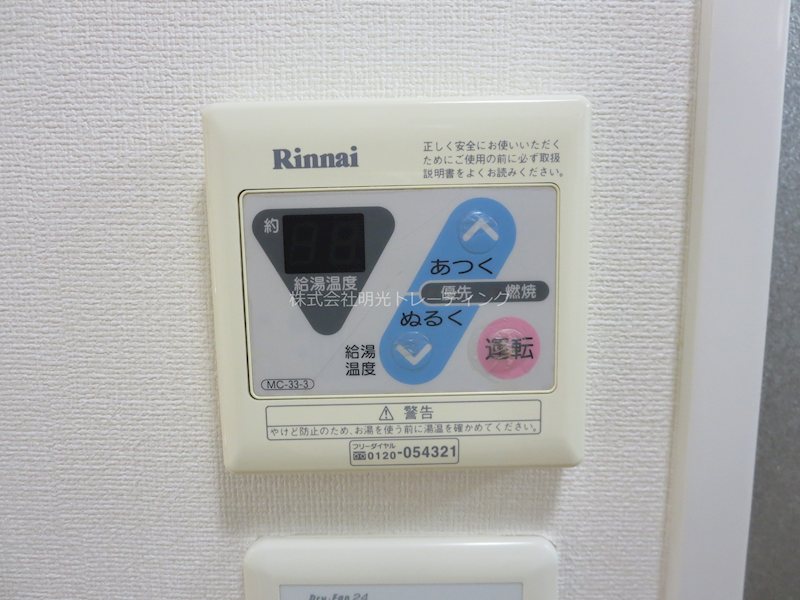 Rinnai
正しく安全にお使いいただく
ためにご使用の前に必ず取扱
説明書をよくお読みください。
約
88
給湯温度
あつく
優先 燃焼
株式会社明光トレーディング
ぬるく
給湯
温度
運転
MC-33-3
⚠ 警告
やけど防止のため、お湯を使う前に湯温を確かめてください。
フリーダイヤル
0120-054321
Dry-Fan 24